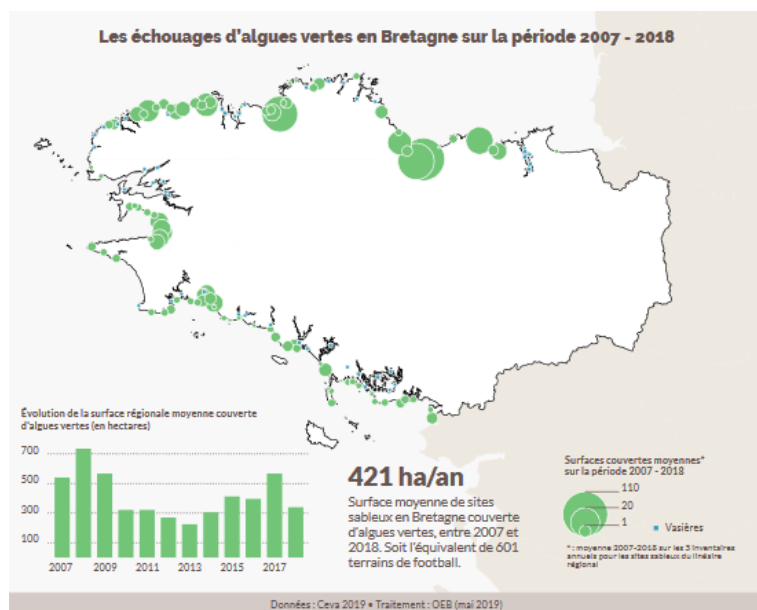 Les échouages d'algues vertes en Bretagne sur la période 2007 - 2018
Évolution de la surface régionale moyenne couverte
d'algues vertes (en hectares)
700
500
300
100
2007
2009
2011
2013
2015
2017
421 ha/an
Surface moyenne de sites
sableux en Bretagne couverte
d'algues vertes, entre 2007 et
2018. Soit l'équivalent de 601
terrains de football.
Surfaces couvertes moyennes*
sur la période 2007 - 2018
110
20
1
Vasières
* : moyenne 2007-2018 sur les 3 inventaires
annuels pour les sites sableux du linéaire
régional
Données : Ceva 2019 • Traitement : OEB (mai 2019)